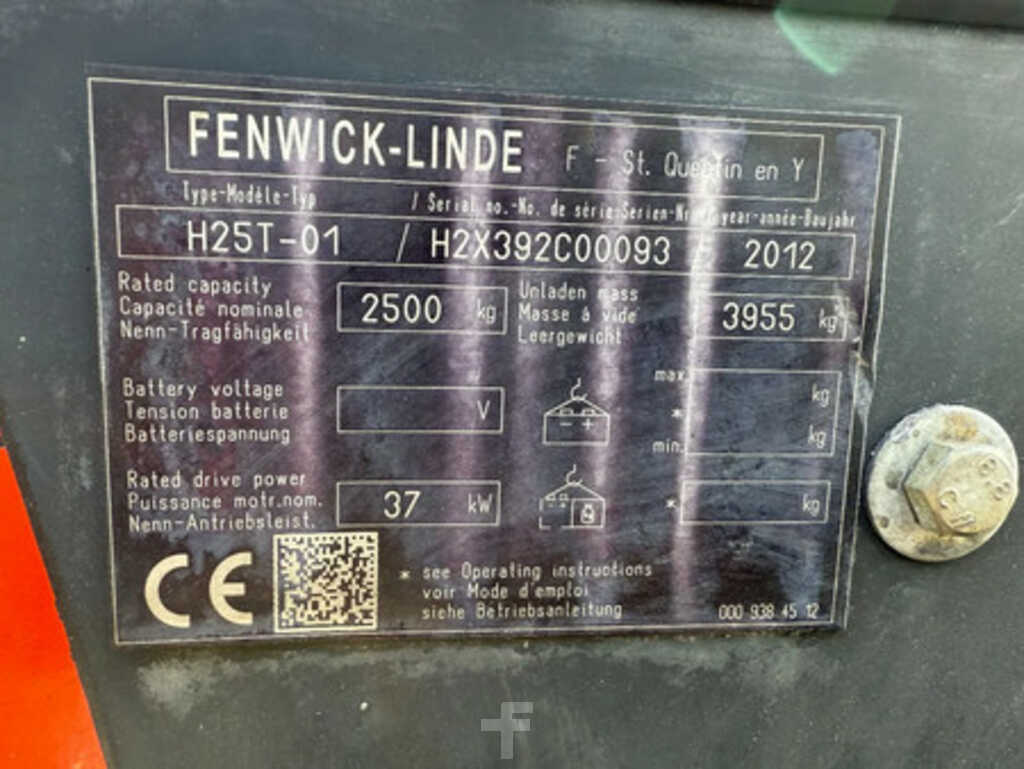 FENWICK-LINDE F - St. Quentin en Y
Type-Modèle-Typ / Serial no.-No. de série-Serien-Nr. / year-année-Baujahr
H25T-01 / H2X392C00093 2012
Rated capacity
Capacité nominale
Nenn-Tragfähigkeit
2500 kg
Unladen mass
Masse à vide
Leergewicht
3955 kg
Battery voltage
Tension batterie
Batteriespannung
V
- +
max. kg
*
min. kg
Rated drive power
Puissance motr.nom.
Nenn-Antriebsleist.
37 kW
* kg
CE
* see Operating instructions
voir Mode d'emploi
siehe Betriebsanleitung
000 938 45 12
8.8